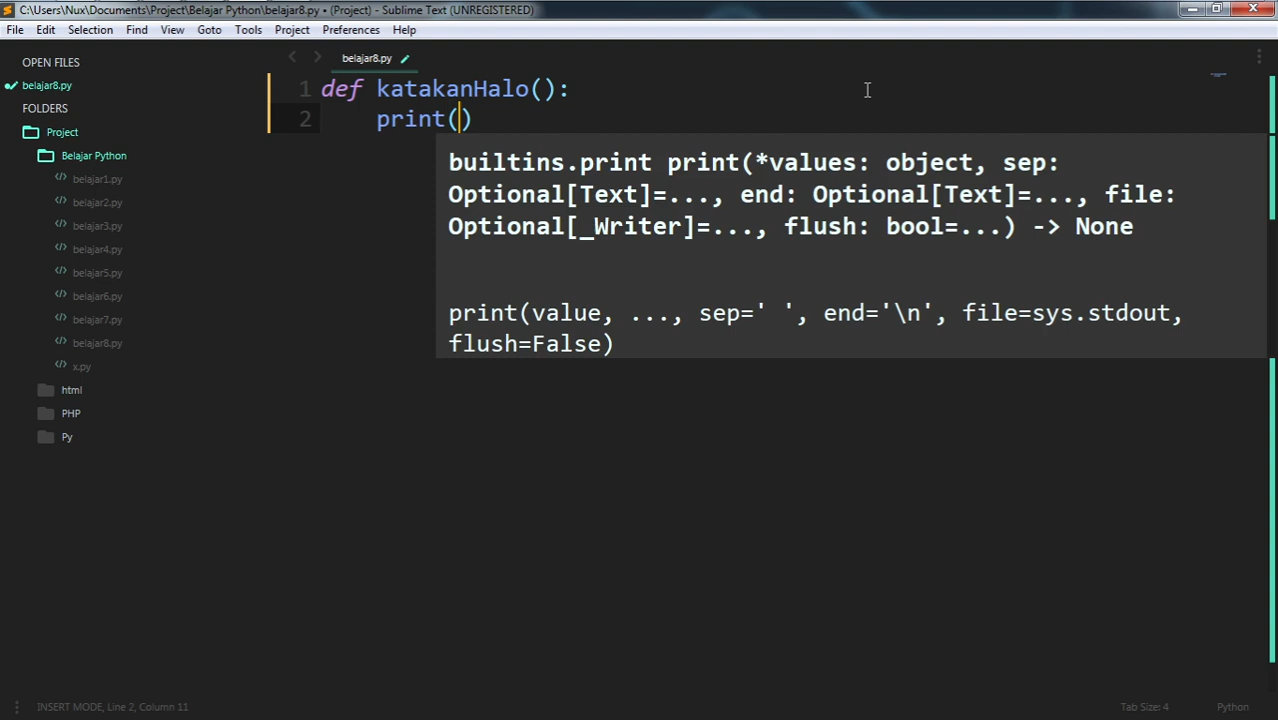 C:\Users\Nux\Documents\Project\Belajar Python\belajar8.py • (Project) - Sublime Text (UNREGISTERED)
File Edit Selection Find View Goto Tools Project Preferences Help
OPEN FILES
belajar8.py
FOLDERS
Project
Belajar Python
belajar1.py
belajar2.py
belajar3.py
belajar4.py
belajar5.py
belajar6.py
belajar7.py
belajar8.py
x.py
html
PHP
Py
belajar8.py
1 def katakanHalo():
2 print()
builtins.print print(*values: object, sep:
Optional[Text]=..., end: Optional[Text]=..., file:
Optional[_Writer]=..., flush: bool=...) -> None
print(value, ..., sep=' ', end='\n', file=sys.stdout,
flush=False)
INSERT MODE, Line 2, Column 11
Tab Size: 4
Python